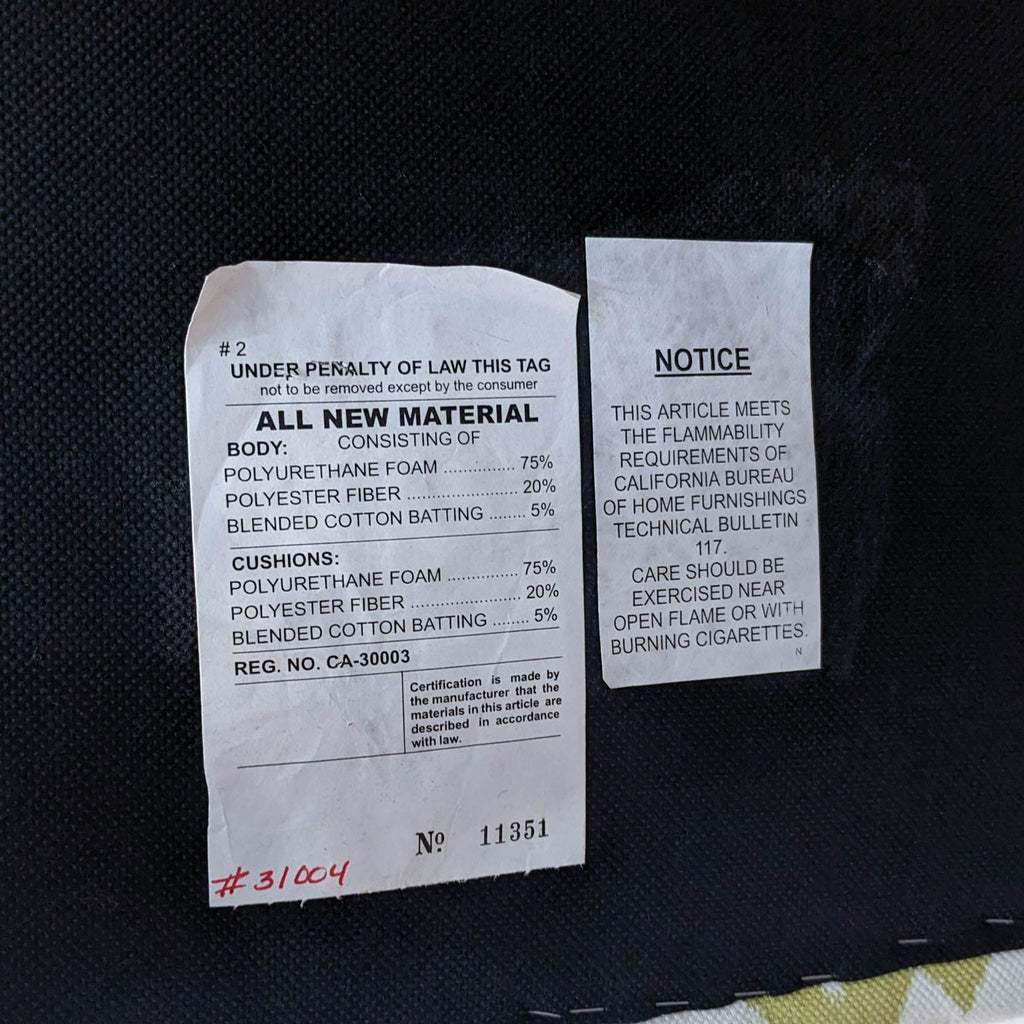 # 2
UNDER PENALTY OF LAW THIS TAG
not to be removed except by the consumer
ALL NEW MATERIAL
BODY: CONSISTING OF
POLYURETHANE FOAM .............. 75%
POLYESTER FIBER ...................... 20%
BLENDED COTTON BATTING ........ 5%
CUSHIONS:
POLYURETHANE FOAM .............. 75%
POLYESTER FIBER ...................... 20%
BLENDED COTTON BATTING ........ 5%
REG. NO. CA-30003
Certification is made by
the manufacturer that the
materials in this article are
described in accordance
with law.
Nº 11351
#31004
NOTICE
THIS ARTICLE MEETS
THE FLAMMABILITY
REQUIREMENTS OF
CALIFORNIA BUREAU
OF HOME FURNISHINGS
TECHNICAL BULLETIN
117.
CARE SHOULD BE
EXERCISED NEAR
OPEN FLAME OR WITH
BURNING CIGARETTES.
N